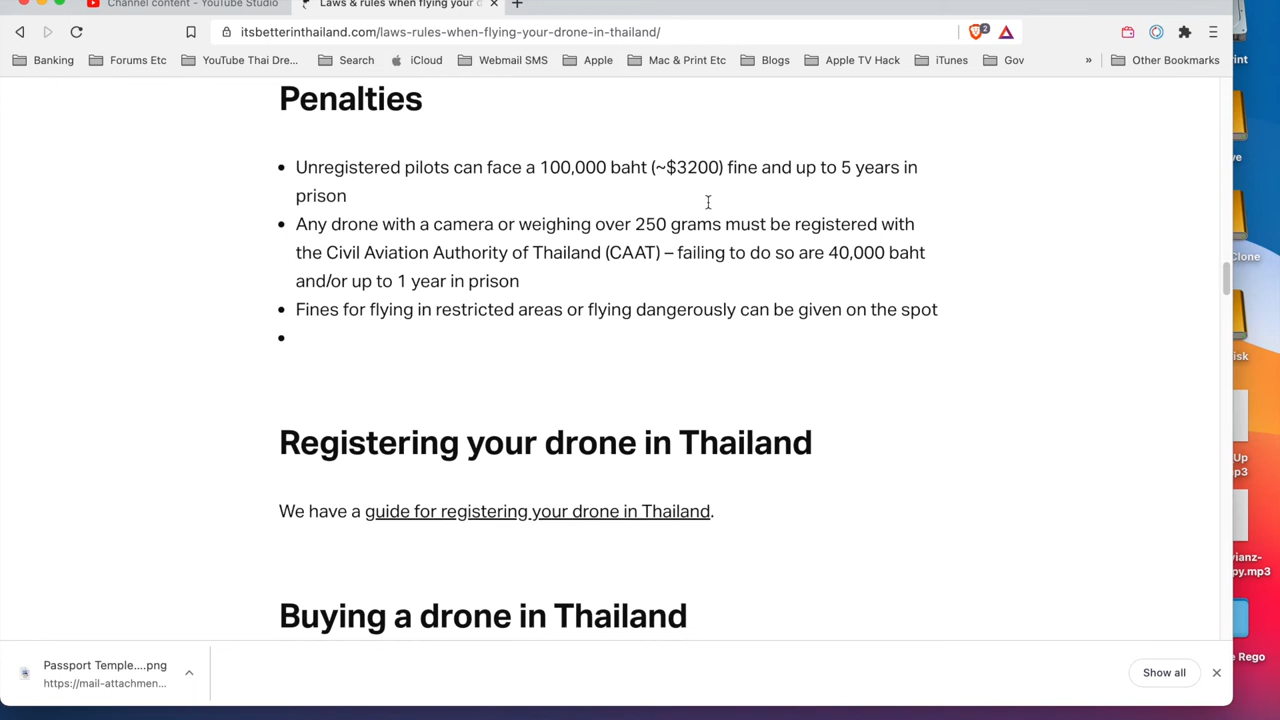 Channel content - YouTube Studio
Laws & rules when flying your d
itsbetterinthailand.com/laws-rules-when-flying-your-drone-in-thailand/
2
Banking
Forums Etc
YouTube Thai Dre...
Search
iCloud
Webmail SMS
Apple
Mac & Print Etc
Blogs
Apple TV Hack
iTunes
Gov
»
Other Bookmarks
Penalties
• Unregistered pilots can face a 100,000 baht (~$3200) fine and up to 5 years in
prison
• Any drone with a camera or weighing over 250 grams must be registered with
the Civil Aviation Authority of Thailand (CAAT) – failing to do so are 40,000 baht
and/or up to 1 year in prison
• Fines for flying in restricted areas or flying dangerously can be given on the spot
•
Registering your drone in Thailand
We have a guide for registering your drone in Thailand.
Buying a drone in Thailand
Passport Temple....png
https://mail-attachmen...
Show all
Clone
Up
p3
py.mp3
Rego